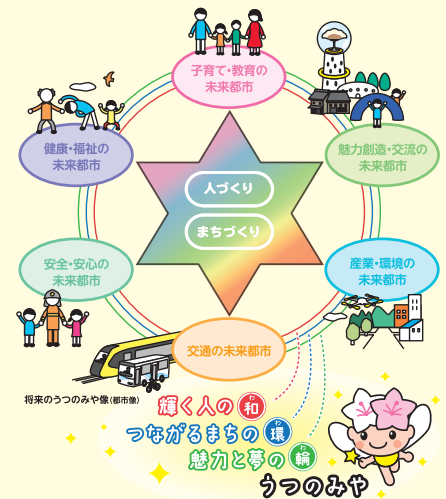 子育て・教育の
未来都市
健康・福祉の
未来都市
魅力創造・交流の
未来都市
人づくり
まちづくり
安全・安心の
未来都市
産業・環境の
未来都市
交通の未来都市
将来のうつのみや像(都市像)
輝く人の和
わ
つながるまちの環
わ
魅力と夢の輪
わ
うつのみや